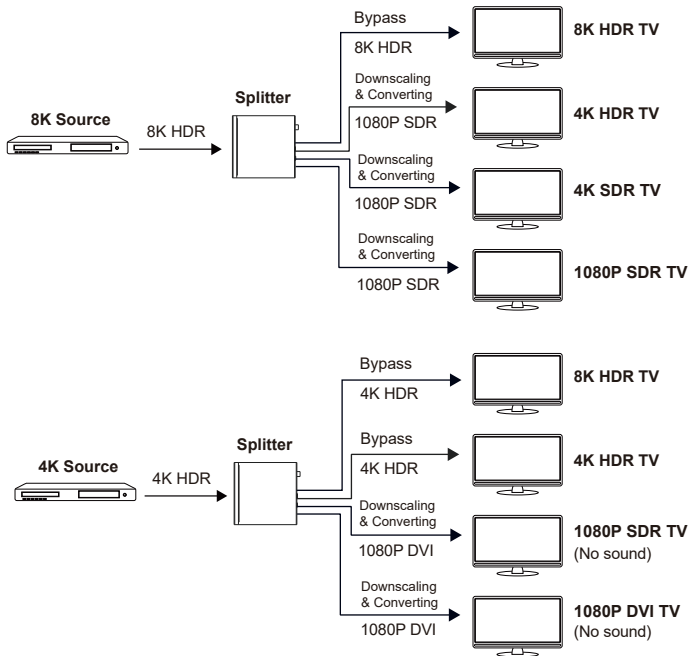 Bypass
8K HDR
8K HDR TV
8K Source
8K HDR
Splitter
Downscaling
& Converting
1080P SDR
4K HDR TV
Downscaling
& Converting
1080P SDR
4K SDR TV
Downscaling
& Converting
1080P SDR
1080P SDR TV
Bypass
4K HDR
8K HDR TV
4K Source
4K HDR
Splitter
Bypass
4K HDR
4K HDR TV
Downscaling
& Converting
1080P DVI
1080P SDR TV
(No sound)
Downscaling
& Converting
1080P DVI
1080P DVI TV
(No sound)